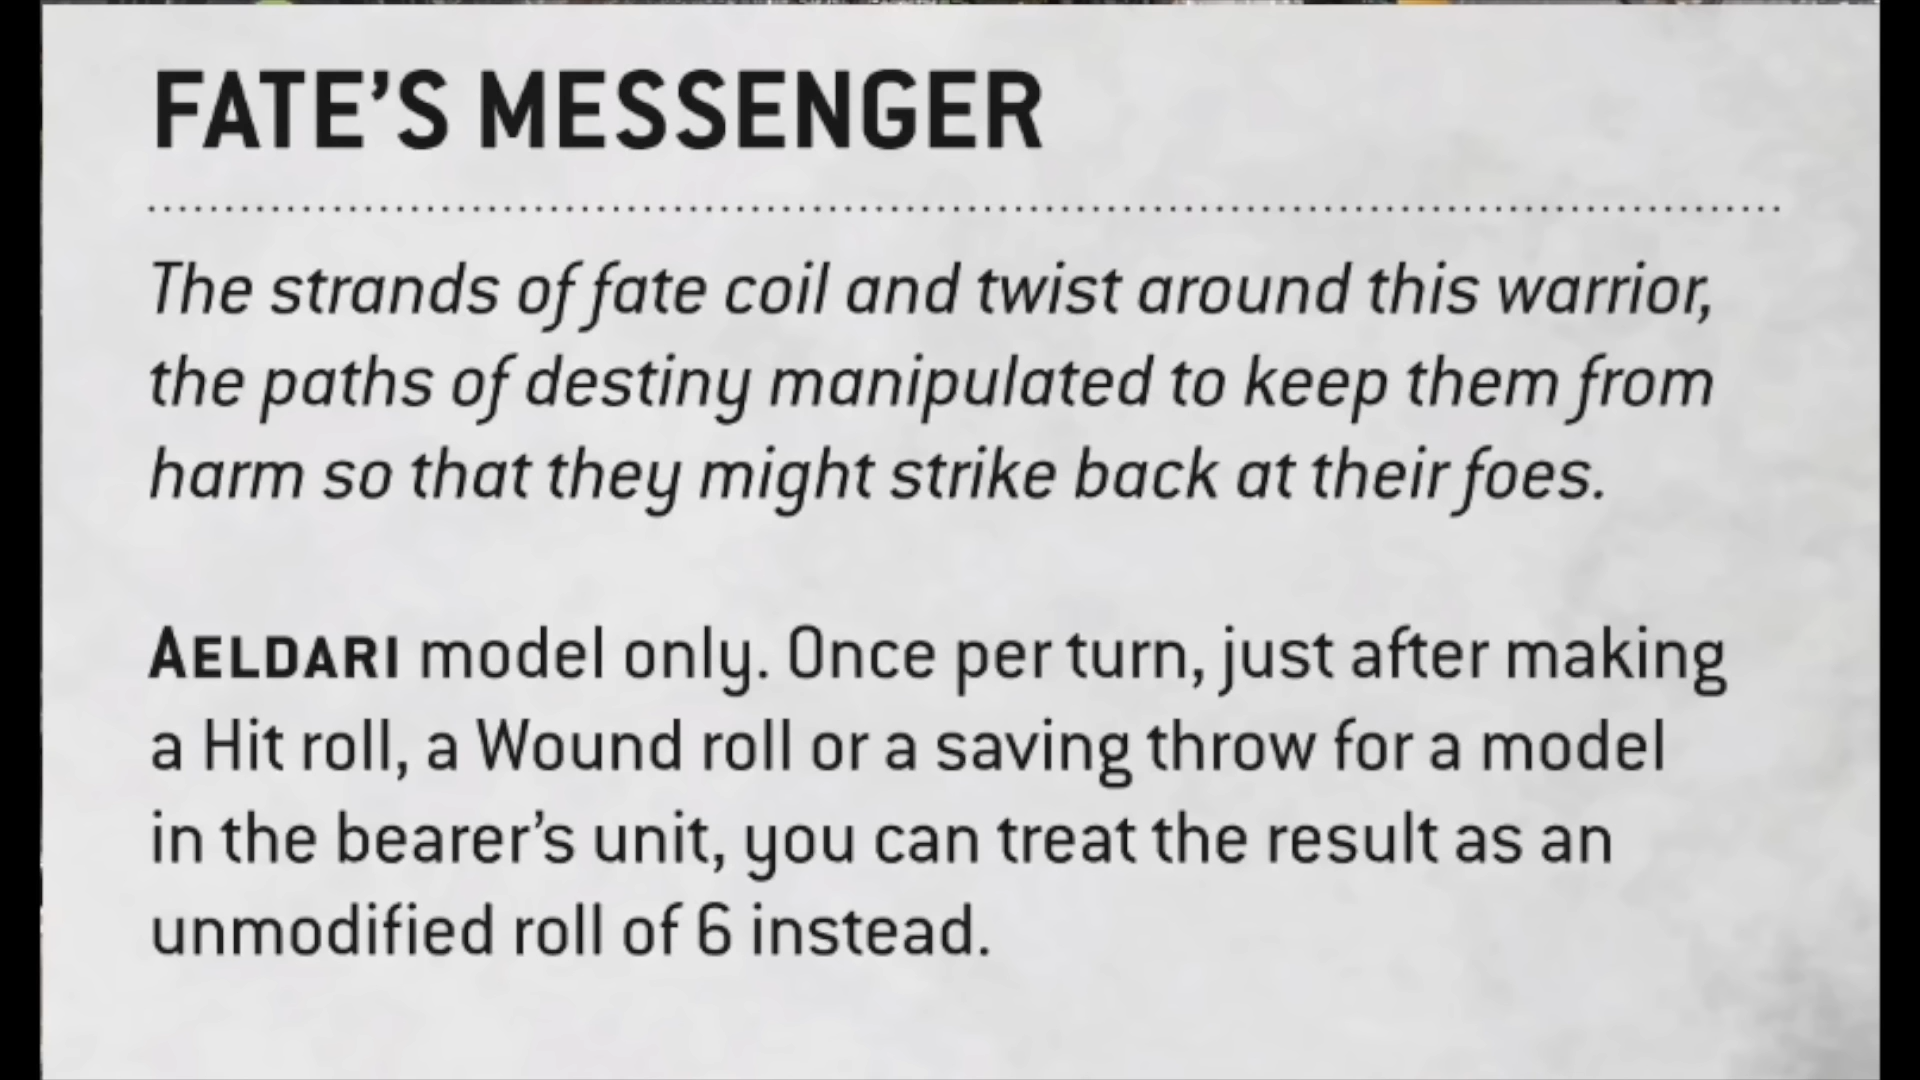 FATE'S MESSENGER
The strands of fate coil and twist around this warrior,
the paths of destiny manipulated to keep them from
harm so that they might strike back at their foes.
AELDARI model only. Once per turn, just after making
a Hit roll, a Wound roll or a saving throw for a model
in the bearer's unit, you can treat the result as an
unmodified roll of 6 instead.